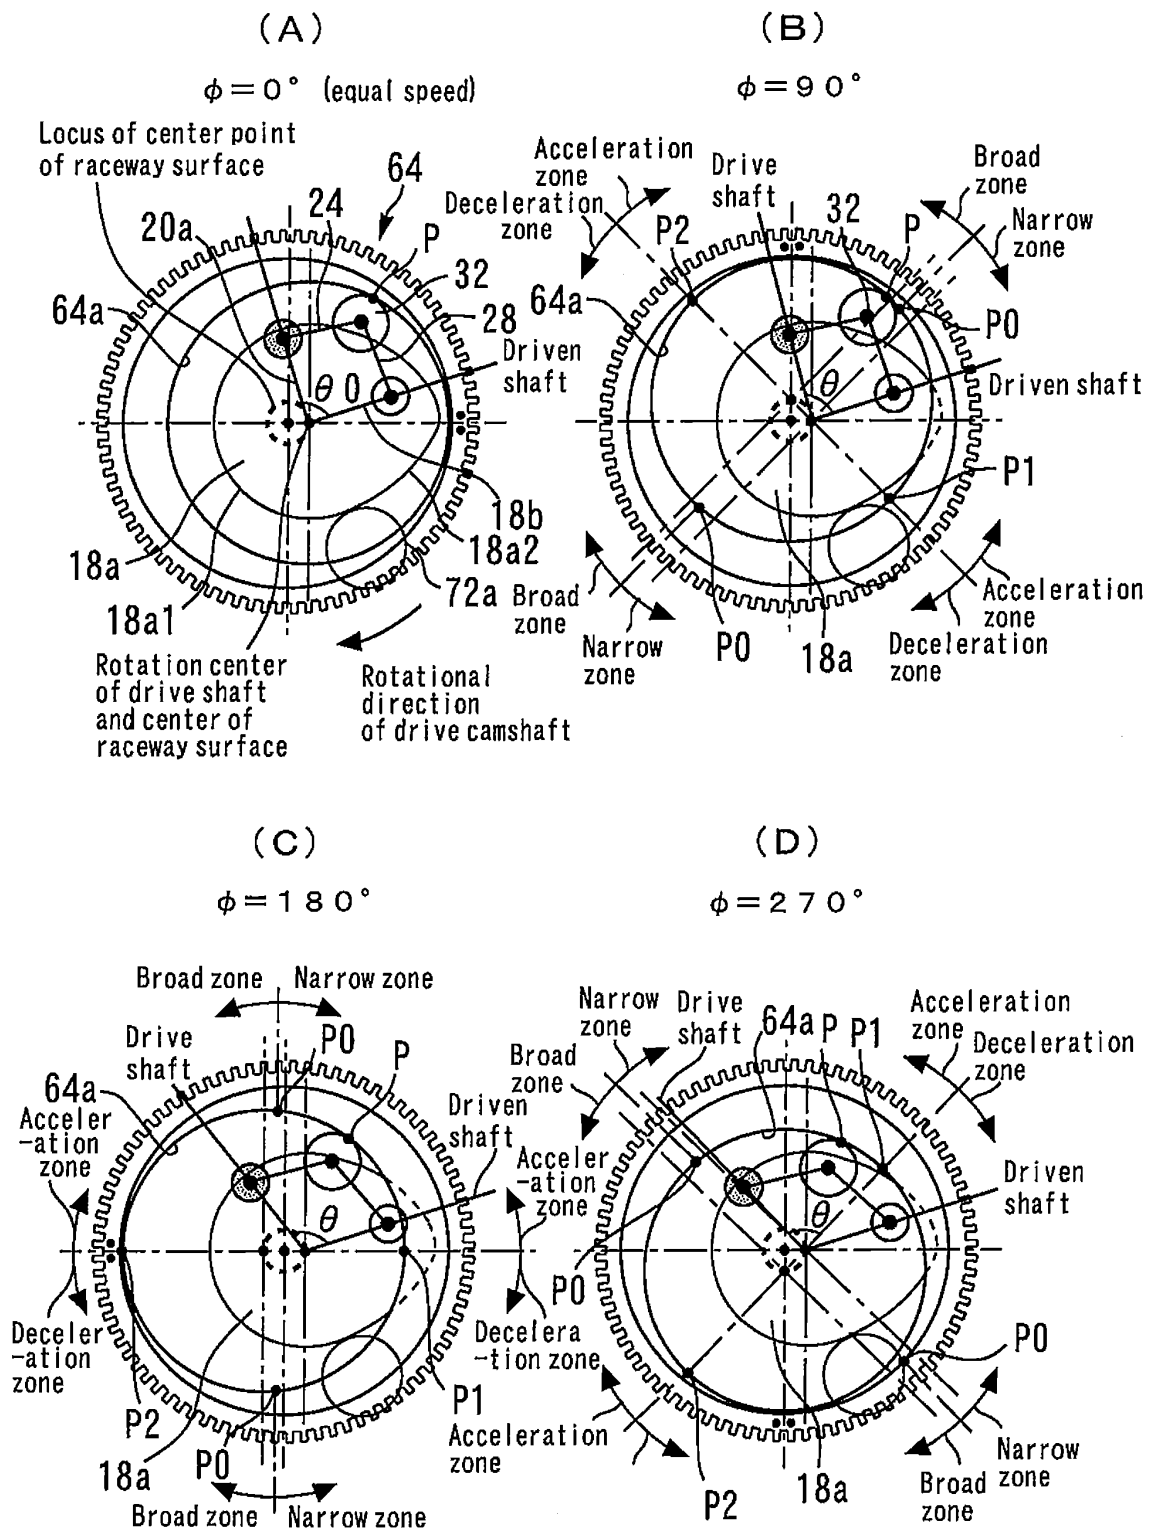 (A)
φ=0° (equal speed)
Locus of center point
of raceway surface
64
24
20a
P
32
64a
28
Driven
shaft
θ0
18b
18a2
18a
72a
18a1
Rotation center
of drive shaft
and center of
raceway surface
Rotational
direction
of drive camshaft
(B)
φ=90°
Acceleration
zone
Deceleration
zone
Drive
shaft
Broad
zone
Narrow
zone
32
P
P2
64a
P0
θ
Driven shaft
P1
Broad
zone
Narrow
zone
P0
18a
Acceleration
zone
Deceleration
zone
(C)
φ=180°
Broad zone
Narrow zone
Drive
shaft
P0
P
64a
Acceler
-ation
zone
Driven
shaft
Acceler
-ation
zone
θ
Deceler
-ation
zone
Decelera
-tion zone
P2
P1
18a
P0
Broad zone
Narrow zone
(D)
φ=270°
Narrow
zone
Drive
shaft
64a
P
P1
Acceleration
zone
Deceleration
zone
Broad
zone
Driven
shaft
θ
P0
P0
Acceleration
zone
P2
18a
Broad
zone
Narrow
zone